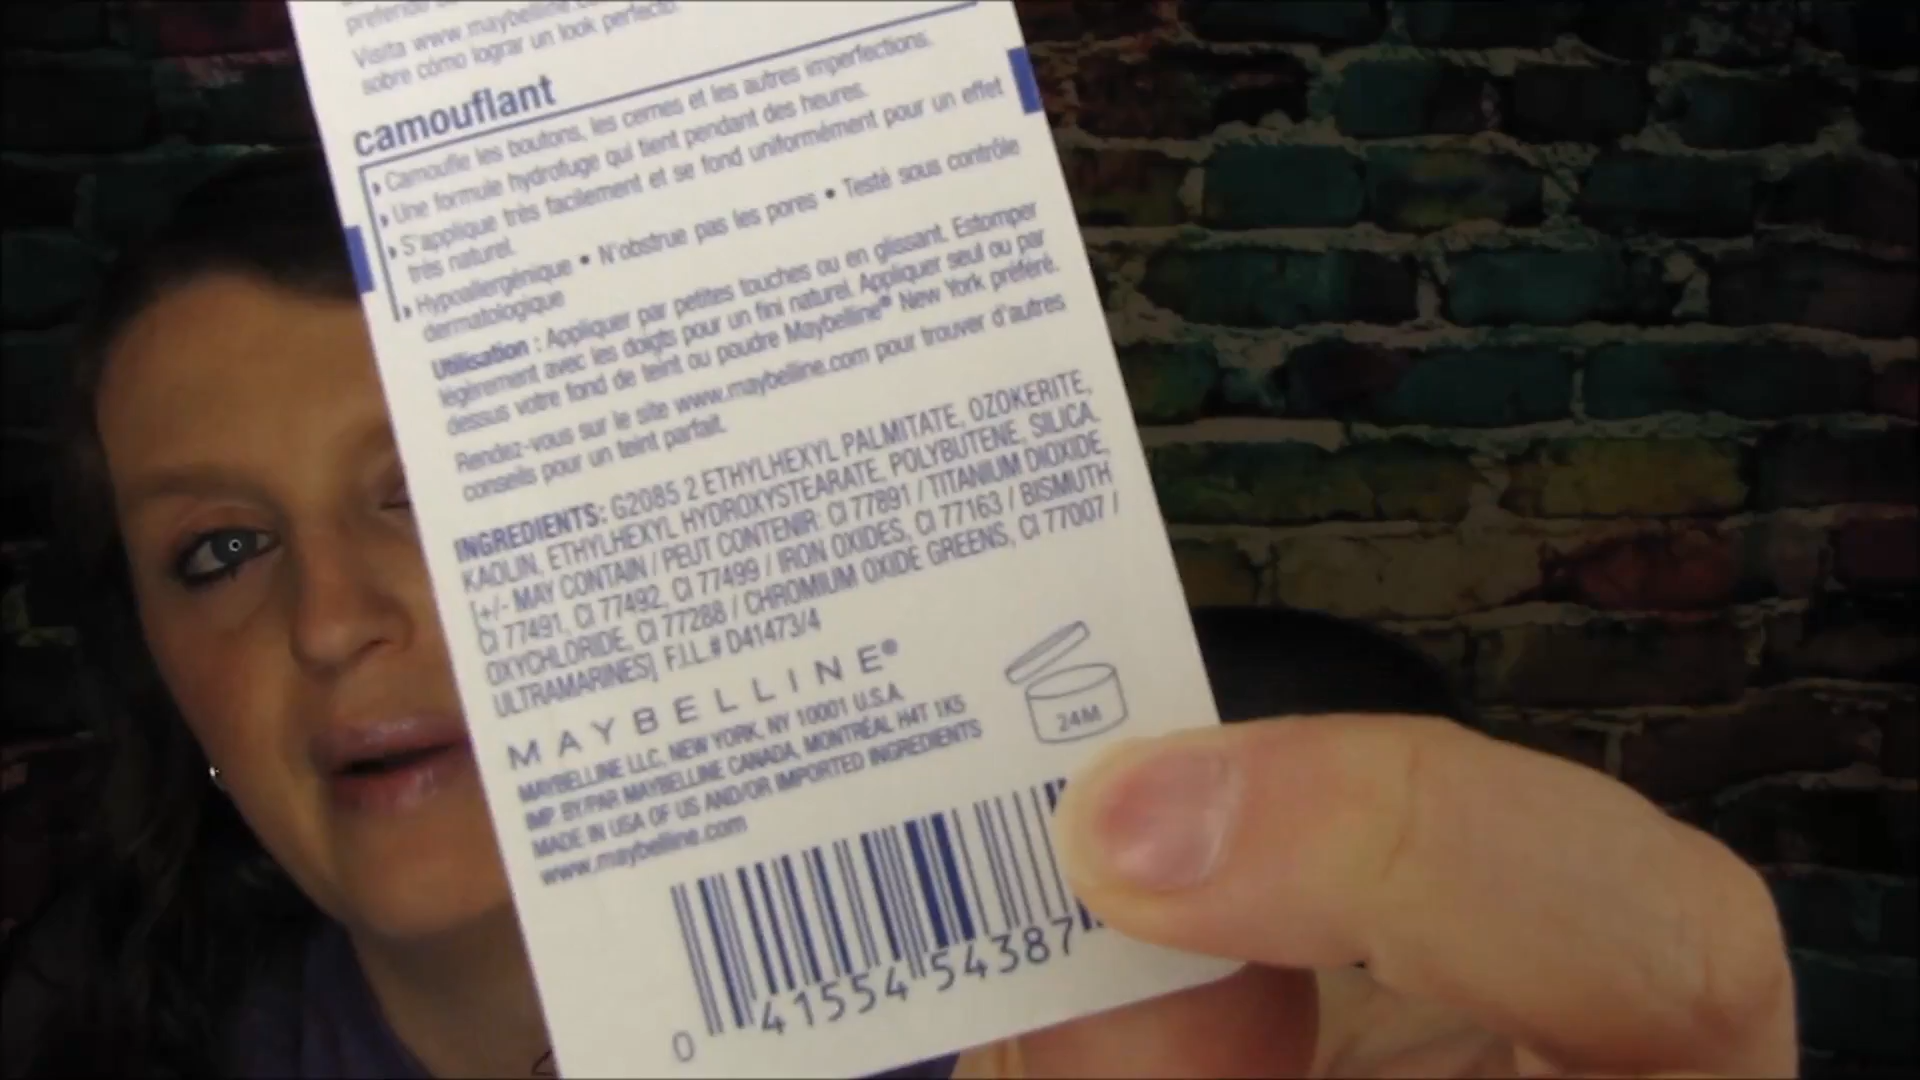 Visita www.maybelline.
sobre cómo lograr un look perfecto.
camouflant
Camoufle les boutons, les cernes et les autres imperfections.
Une formule hydrofuge qui tient pendant des heures.
S'applique très facilement et se fond uniformément pour un effet
très naturel.
Hypoallergénique • N'obstrue pas les pores • Testé sous contrôle
dermatologique
Utilisation : Appliquer par petites touches ou en glissant. Estomper
légèrement avec les doigts pour un fini naturel. Appliquer seul ou par
dessus votre fond de teint ou poudre Maybelline® New York préféré.
Rendez-vous sur le site www.maybelline.com pour trouver d'autres
conseils pour un teint parfait.
INGREDIENTS: G2085 2 ETHYLHEXYL PALMITATE, OZOKERITE,
KAOLIN, ETHYLHEXYL HYDROXYSTEARATE, POLYBUTENE, SILICA.
[+/- MAY CONTAIN / PEUT CONTENIR: CI 77891 / TITANIUM DIOXIDE,
CI 77491, CI 77492, CI 77499 / IRON OXIDES, CI 77163 / BISMUTH
OXYCHLORIDE, CI 77288 / CHROMIUM OXIDE GREENS, CI 77007 /
ULTRAMARINES]. F.I.L.# D41473/4
MAYBELLINE®
MAYBELLINE LLC, NEW YORK, NY 10001 U.S.A.
IMP. BY/PAR MAYBELLINE CANADA, MONTRÉAL H4T 1K5
MADE IN USA OF US AND/OR IMPORTED INGREDIENTS
www.maybelline.com
24M
0 41554 54387